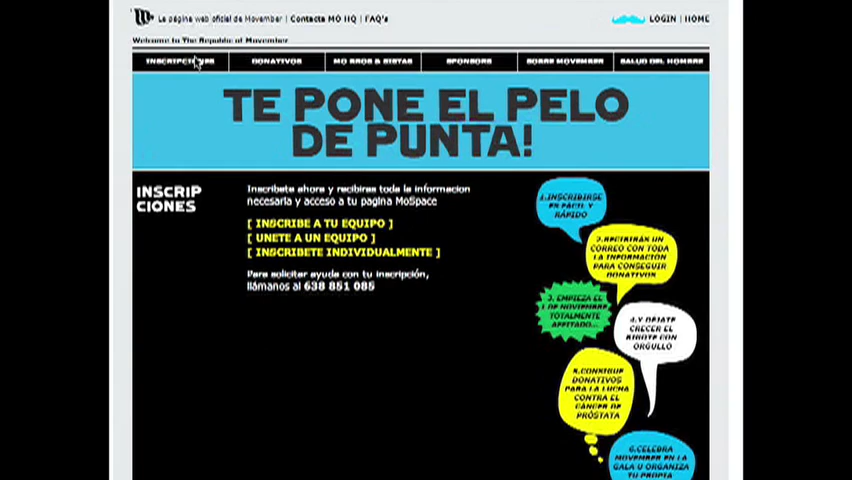 La página web oficial de Movember | Contacta MO HQ | FAQ's
LOGIN | HOME
Welcome to The Republic of Movember
INSCRIPCIONES
DONATIVOS
MO BROS & SISTAS
SPONSORS
SOBRE MOVEMBER
SALUD DEL HOMBRE
TE PONE EL PELO
DE PUNTA!
INSCRIP
CIONES
Inscribete ahora y recibiras toda la informacion
necesaria y acceso a tu pagina MoSpace
[ INSCRIBE A TU EQUIPO ]
[ UNETE A UN EQUIPO ]
[ INSCRIBETE INDIVIDUALMENTE ]
Para solicitar ayuda con tu inscripción,
llámanos al 638 851 085
1.INSCRIBIRSE
ES FÁCIL Y
RÁPIDO
2.RECIBIRÁS UN
CORREO CON TODA
LA INFORMACIÓN
PARA CONSEGUIR
DONATIVOS
3. EMPIEZA EL
1 DE NOVIEMBRE
TOTALMENTE
AFEITADO...
4.Y DÉJATE
CRECER EL
BIGOTE CON
ORGULLO
5.CONSIGUE
DONATIVOS
PARA LA LUCHA
CONTRA EL
CÁNCER DE
PRÓSTATA
6.CELEBRA
MOVEMBER EN LA
GALA U ORGANIZA
TU PROPIA